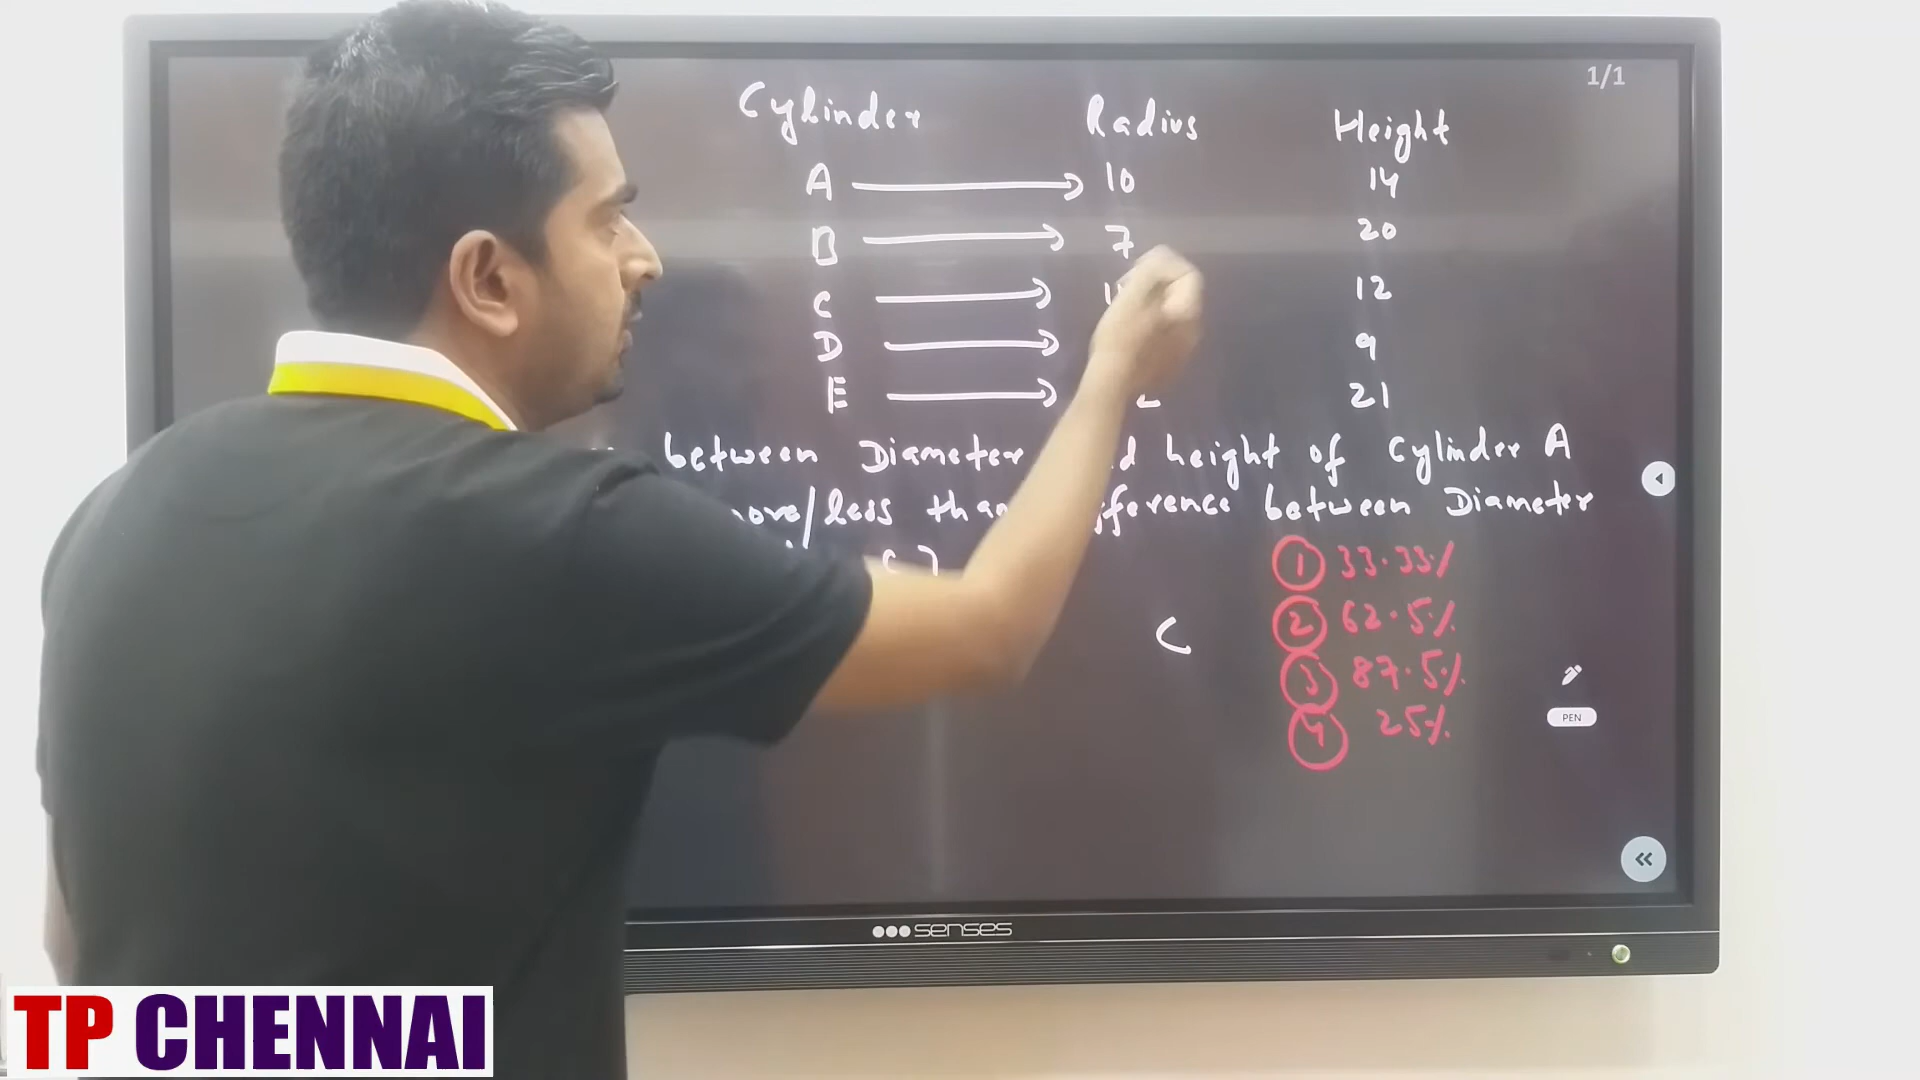 1/1
Cylinder Radius Height
A 10 14
B 7 20
C 12
D 9
E 21
between Diameter height of Cylinder A
less than between Diameter
C
1 33.33%
2 62.5%
3 87.5%
4 25%
PEN
senses
TP CHENNAI